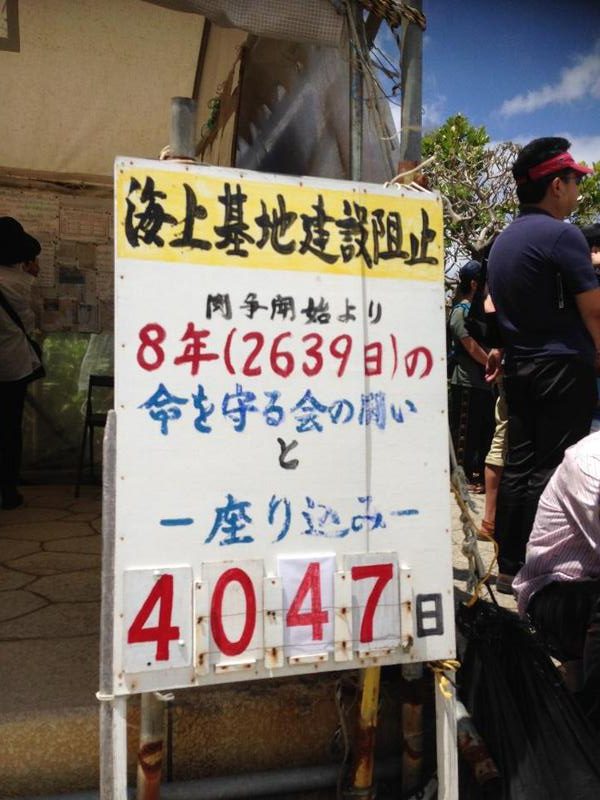 海上基地建設阻止
闘争開始より
8年(2639日)の
命を守る会の闘い
と
－座り込み－
4047日